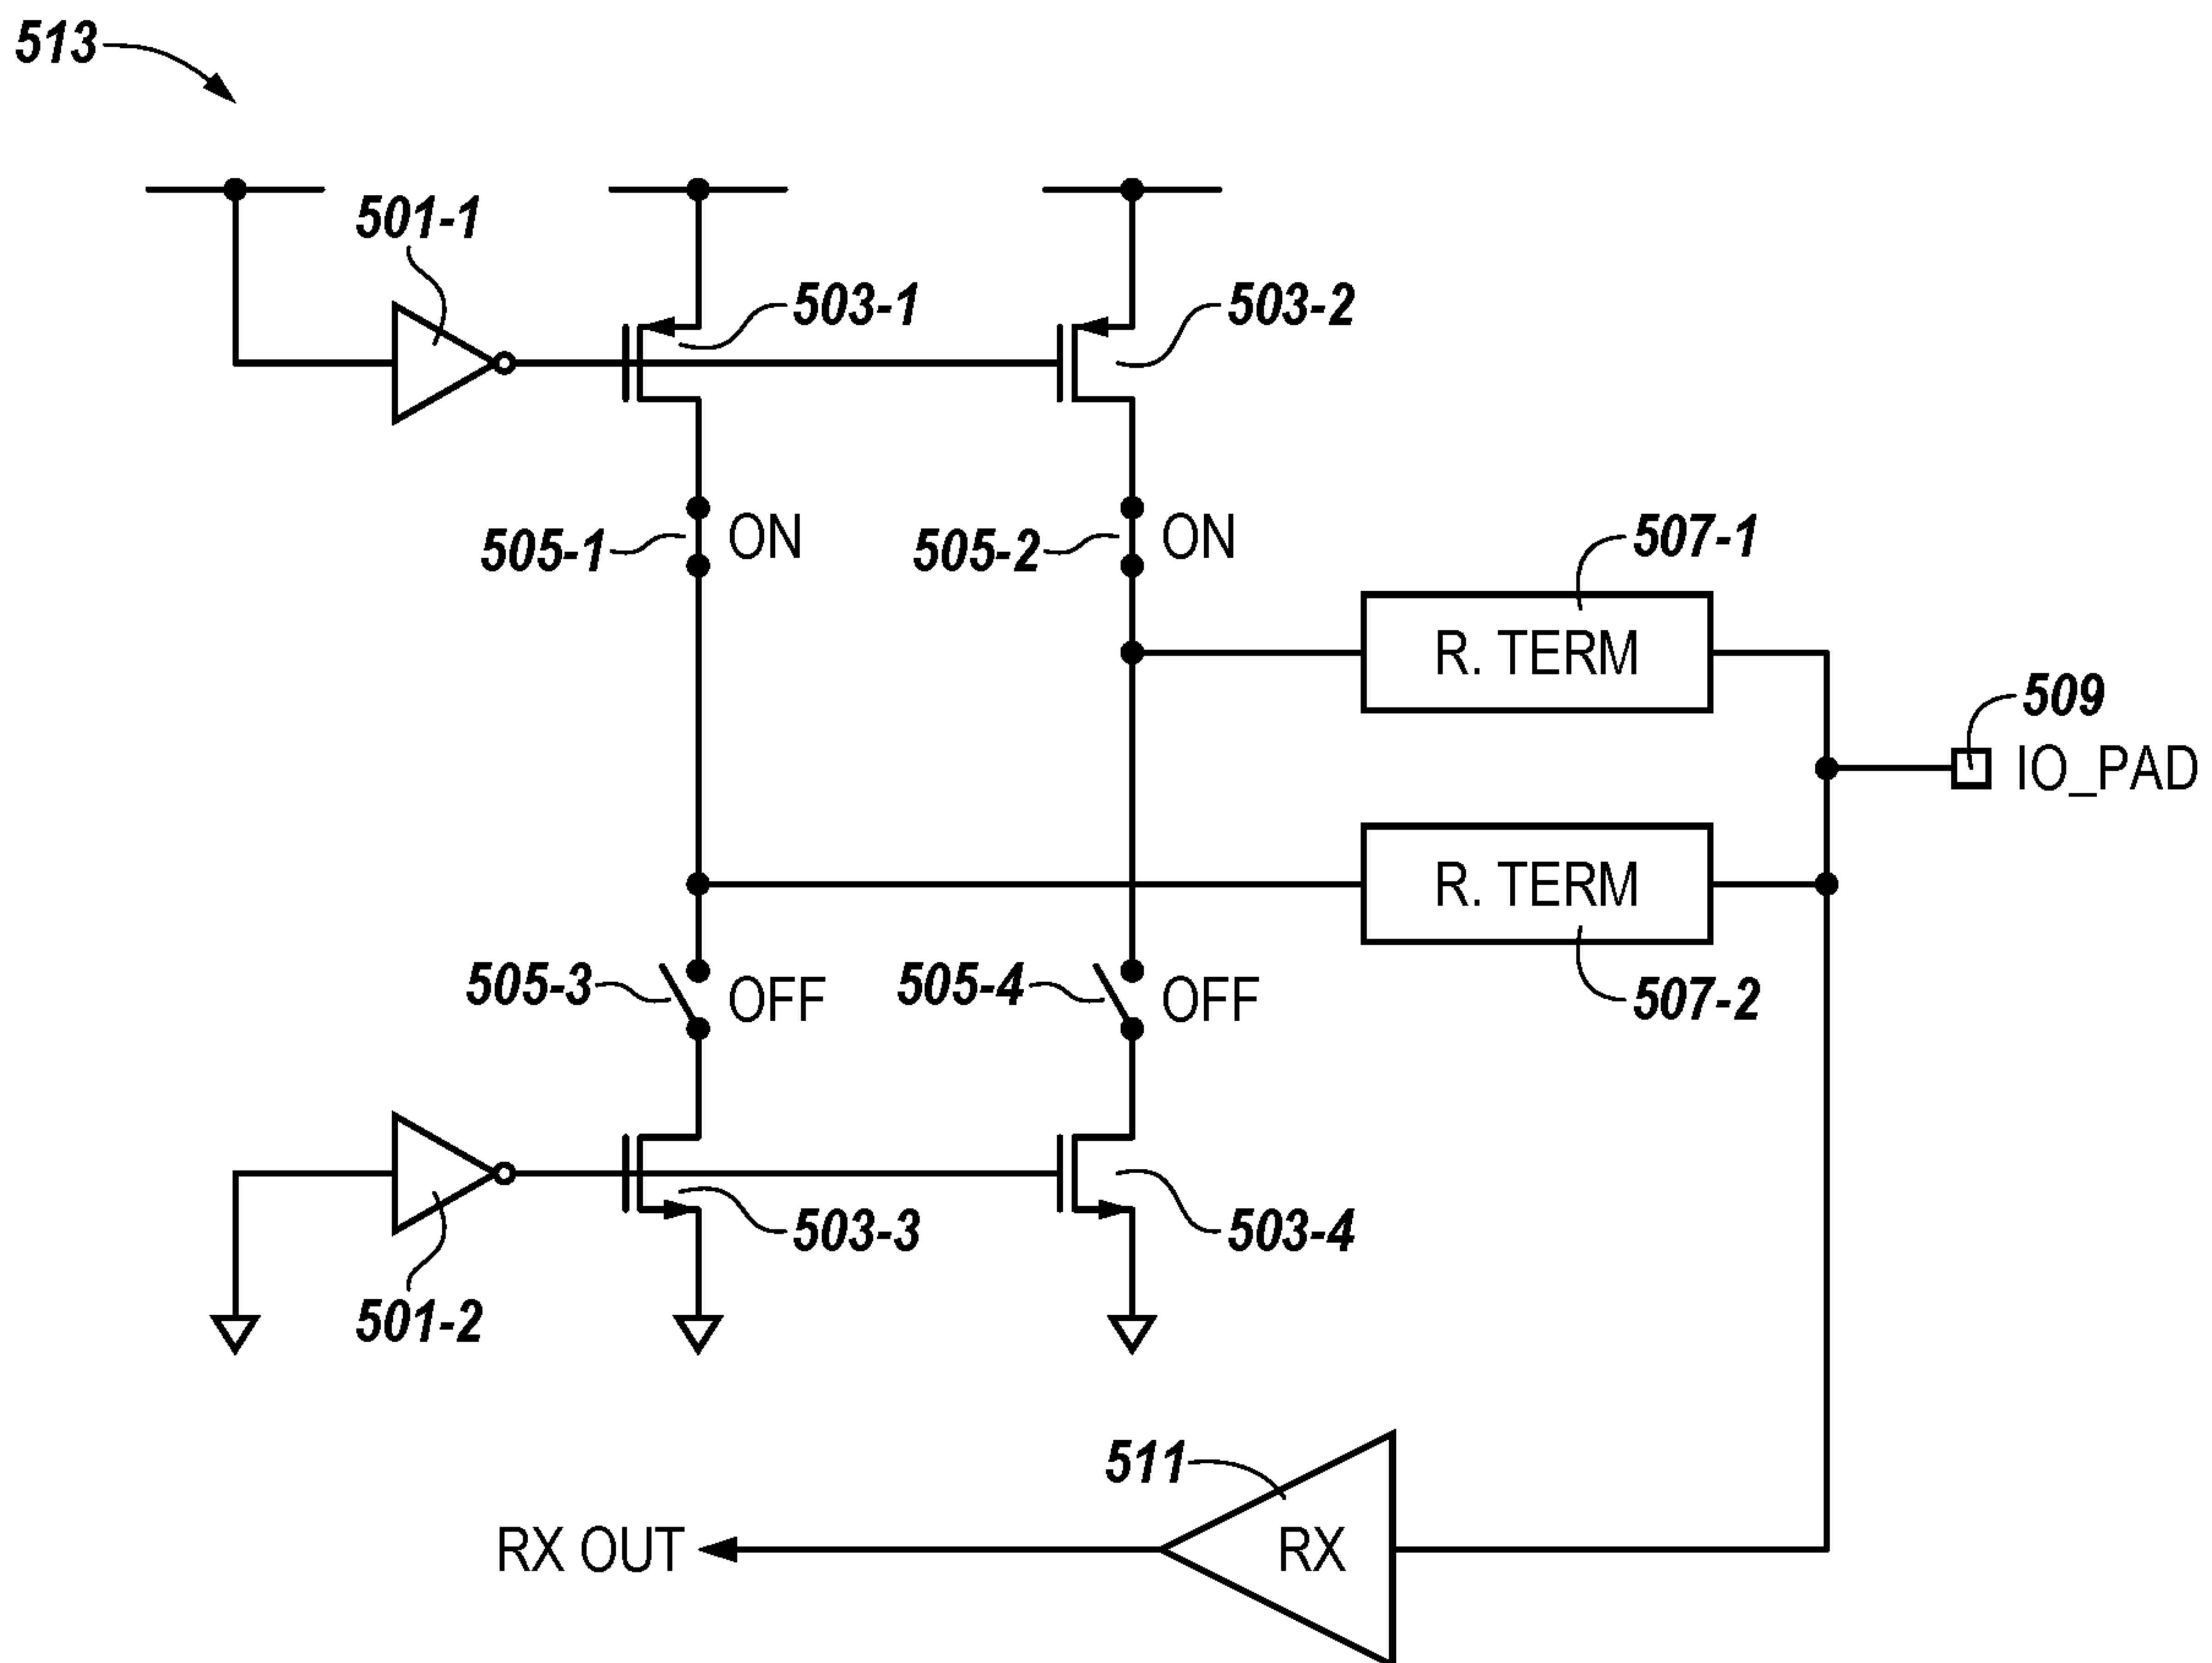 513
501-1
503-1
503-2
505-1
ON
505-2
ON
507-1
R. TERM
509
IO_PAD
R. TERM
505-3
OFF
505-4
OFF
507-2
503-3
503-4
501-2
511
RX OUT
RX